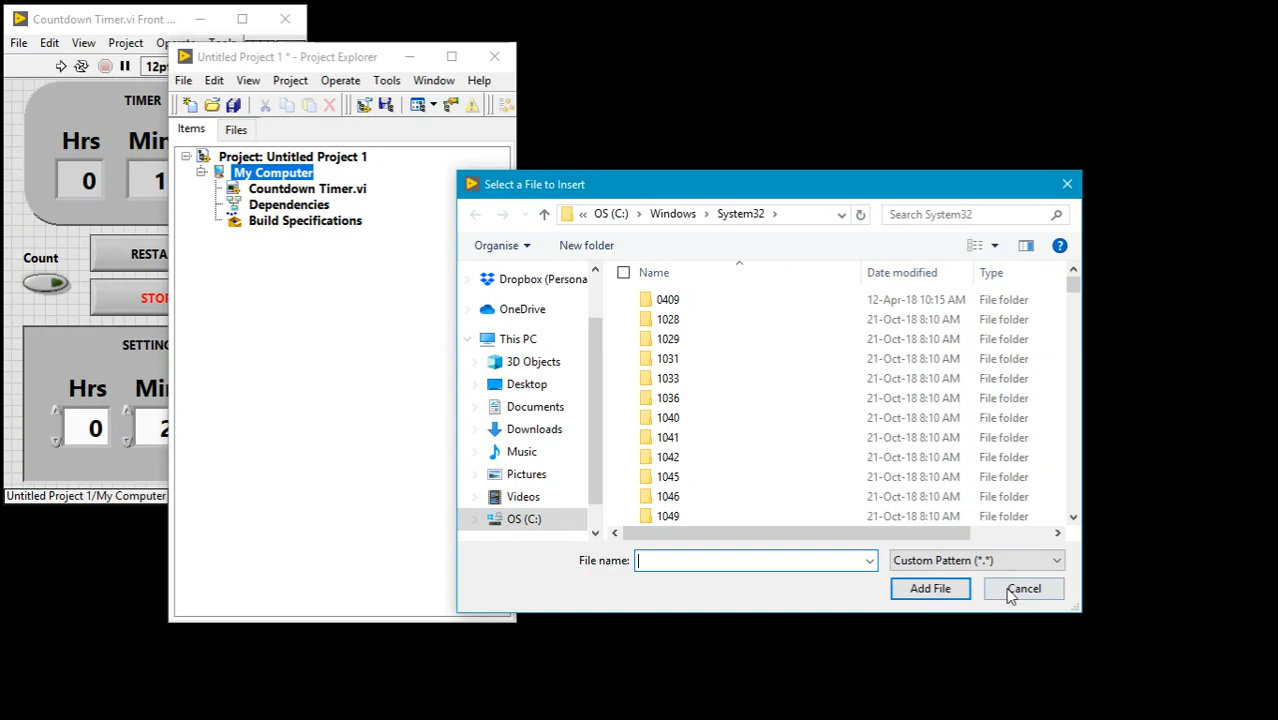 Countdown Timer.vi Front ...
File Edit View Project Operate Tools
12p
TIMER
Hrs Min
0 1
Count
RESTA
STOP
SETTING
Hrs Min
0 2
Untitled Project 1/My Computer
Untitled Project 1 * - Project Explorer
File Edit View Project Operate Tools Window Help
Items Files
Project: Untitled Project 1
My Computer
Countdown Timer.vi
Dependencies
Build Specifications
Select a File to Insert
« OS (C:) > Windows > System32 >
Search System32
Organise New folder
Dropbox (Persona
OneDrive
This PC
3D Objects
Desktop
Documents
Downloads
Music
Pictures
Videos
OS (C:)
Name Date modified Type
0409 12-Apr-18 10:15 AM File folder
1028 21-Oct-18 8:10 AM File folder
1029 21-Oct-18 8:10 AM File folder
1031 21-Oct-18 8:10 AM File folder
1033 21-Oct-18 8:10 AM File folder
1036 21-Oct-18 8:10 AM File folder
1040 21-Oct-18 8:10 AM File folder
1041 21-Oct-18 8:10 AM File folder
1042 21-Oct-18 8:10 AM File folder
1045 21-Oct-18 8:10 AM File folder
1046 21-Oct-18 8:10 AM File folder
1049 21-Oct-18 8:10 AM File folder
File name:
Custom Pattern (*.*)
Add File Cancel